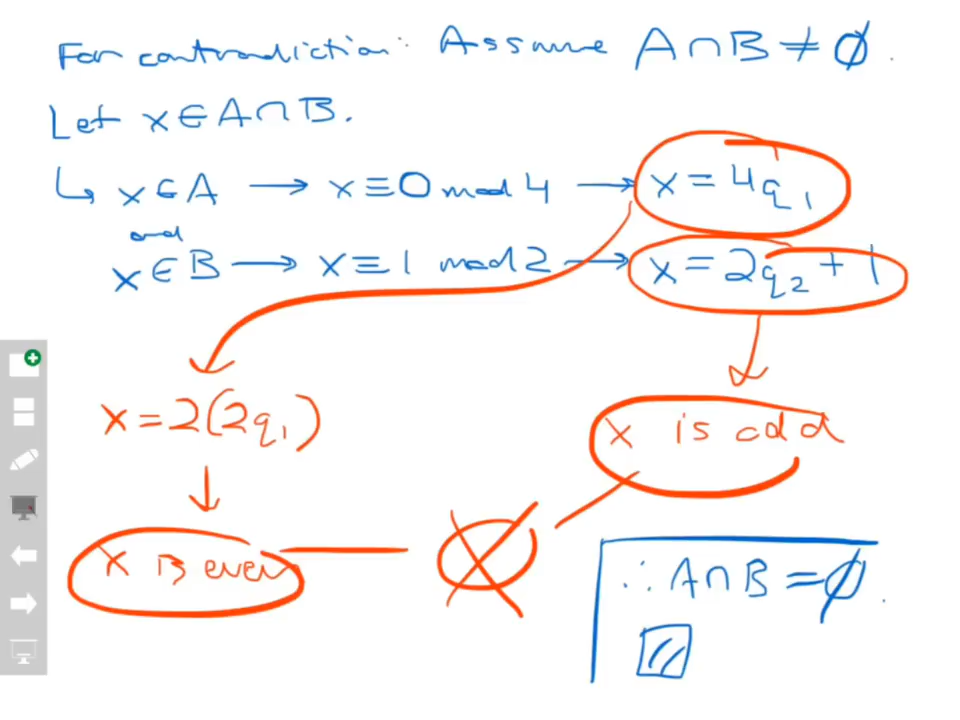 For contradiction: Assume A∩B ≠ ∅.
Let x∈A∩B.
↳ x∈A → x≡0 mod 4 → x = 4q₁
and
x∈B → x≡1 mod 2 → x = 2q₂ + 1
x = 2(2q₁)
x is odd
x is even
∴ A∩B = ∅.